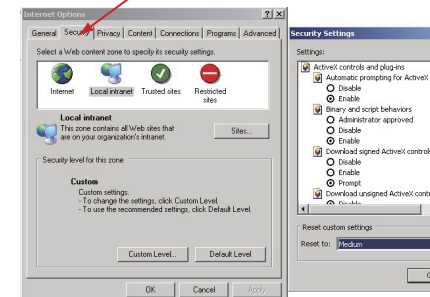 Internet Options
General Security Privacy Content Connections Programs Advanced
Select a Web content zone to specify its security settings.
Internet Local intranet Trusted sites Restricted sites
Local intranet
This zone contains all Web sites that
are on your organization's intranet.
Sites...
Security level for this zone
Custom
Custom settings.
- To change the settings, click Custom Level.
- To use the recommended settings, click Default Level.
Custom Level... Default Level
OK Cancel Apply
Security Settings
Settings:
ActiveX controls and plug-ins
Automatic prompting for ActiveX
Disable
Enable
Binary and script behaviors
Administrator approved
Disable
Enable
Download signed ActiveX controls
Disable
Enable
Prompt
Download unsigned ActiveX contr
Disable
Reset custom settings
Reset to: Medium